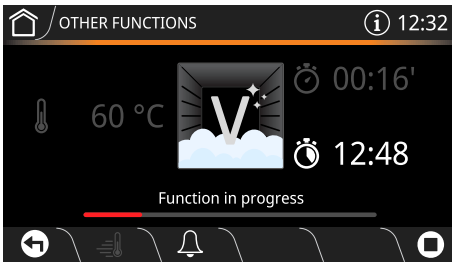 OTHER FUNCTIONS
i 12:32
00:16'
60 °C
V
12:48
Function in progress